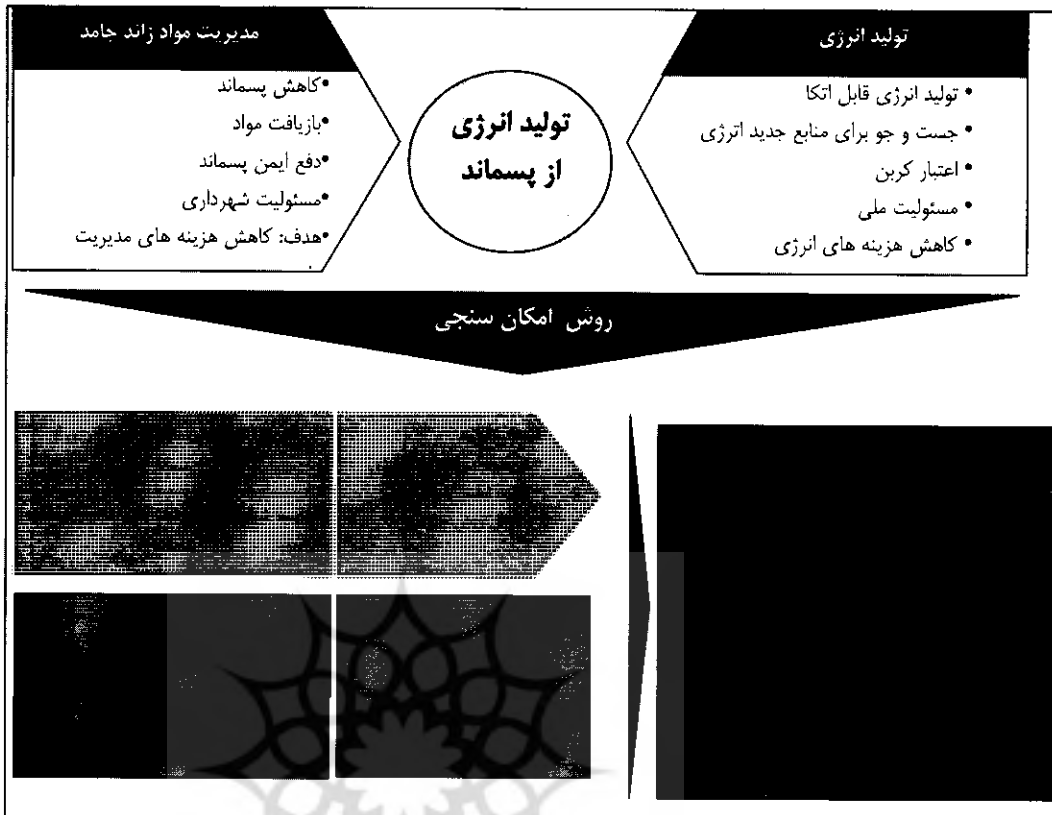 تولید انرژی
• تولید انرژی قابل اتکا
• جست و جو برای منابع جدید انرژی
• اعتبار کربن
• مسئولیت ملی
• کاهش هزینه های انرژی
تولید انرژی
از پسماند
مدیریت مواد زاند جامد
•کاهش پسماند
•بازیافت مواد
•دفع ایمن پسماند
•مسئولیت شهرداری
•هدف: کاهش هزینه های مدیریت
روش امکان سنجی